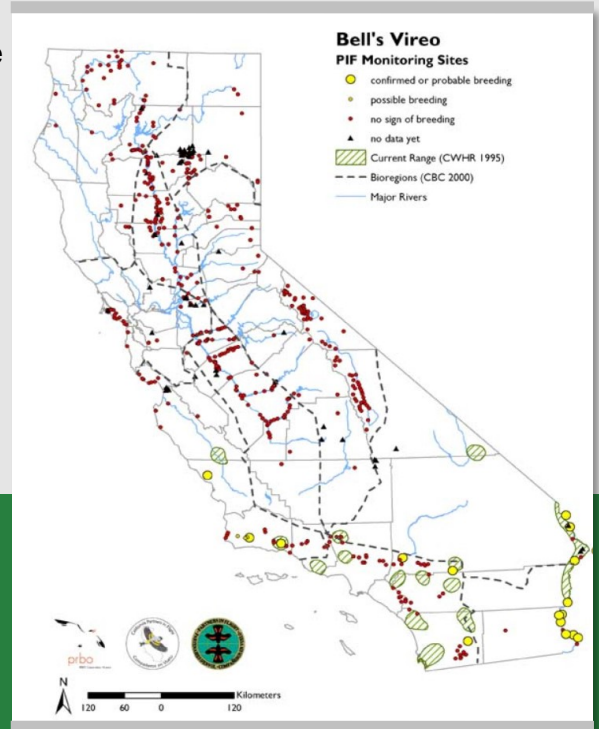 e
Bell's Vireo
PIF Monitoring Sites
confirmed or probable breeding
possible breeding
no sign of breeding
no data yet
Current Range (CWHR 1995)
Bioregions (CBC 2000)
Major Rivers
prbo
N
Kilometers
120 60 0 120